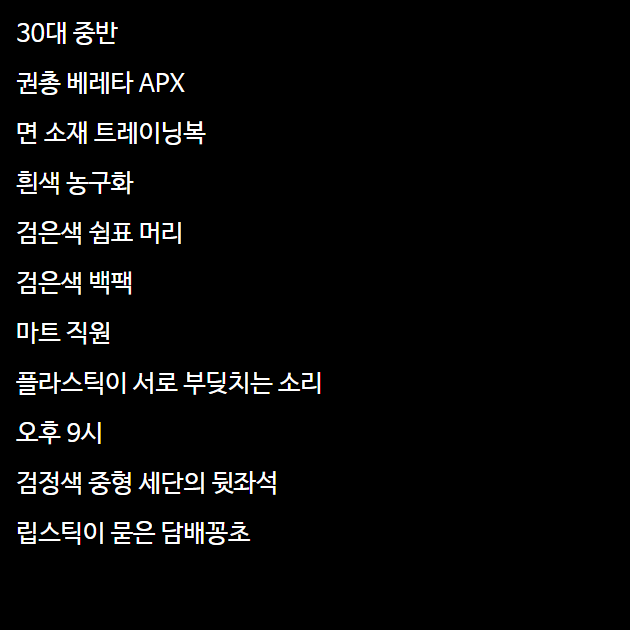 30대 중반
권총 베레타 APX
면 소재 트레이닝복
흰색 농구화
검은색 쉼표 머리
검은색 백팩
마트 직원
플라스틱이 서로 부딪치는 소리
오후 9시
검정색 중형 세단의 뒷좌석
립스틱이 묻은 담배꽁초